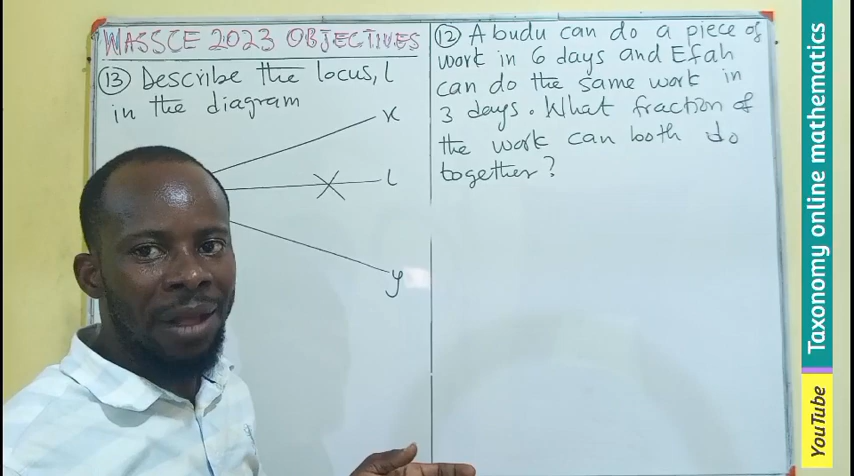 WASSCE 2023 OBJECTIVES
13 Describe the locus, l
in the diagram
x
l
y
12 Abudu can do a piece of
work in 6 days and Efah
can do the same work in
3 days. What fraction of
the work can both do
together?
Taxonomy online mathematics
YouTube